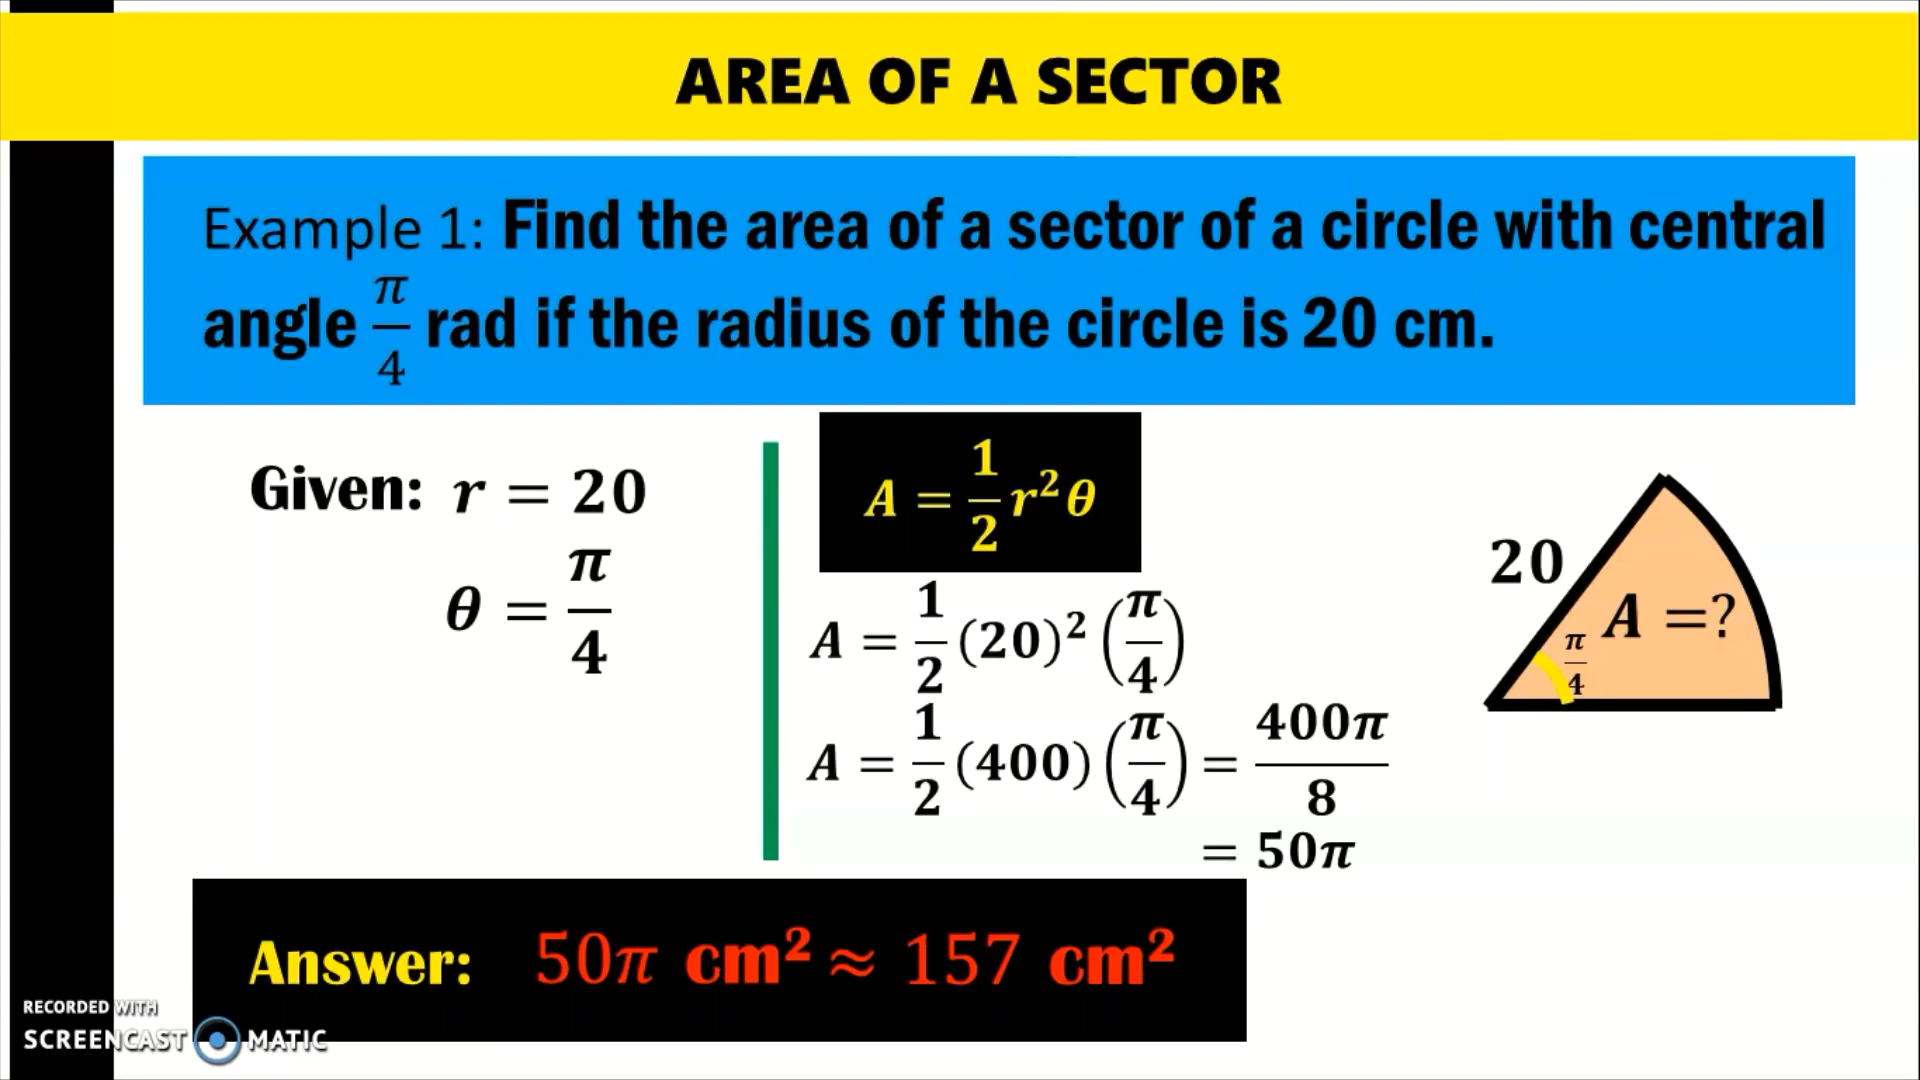 AREA OF A SECTOR
Example 1: Find the area of a sector of a circle with central
angle π/4 rad if the radius of the circle is 20 cm.
Given: r = 20
θ = π/4
A = 1/2 r²θ
A = 1/2 (20)² (π/4)
A = 1/2 (400) (π/4) = 400π/8
= 50π
20
A =?
π/4
Answer: 50π cm² ≈ 157 cm²
RECORDED WITH
SCREENCAST MATIC